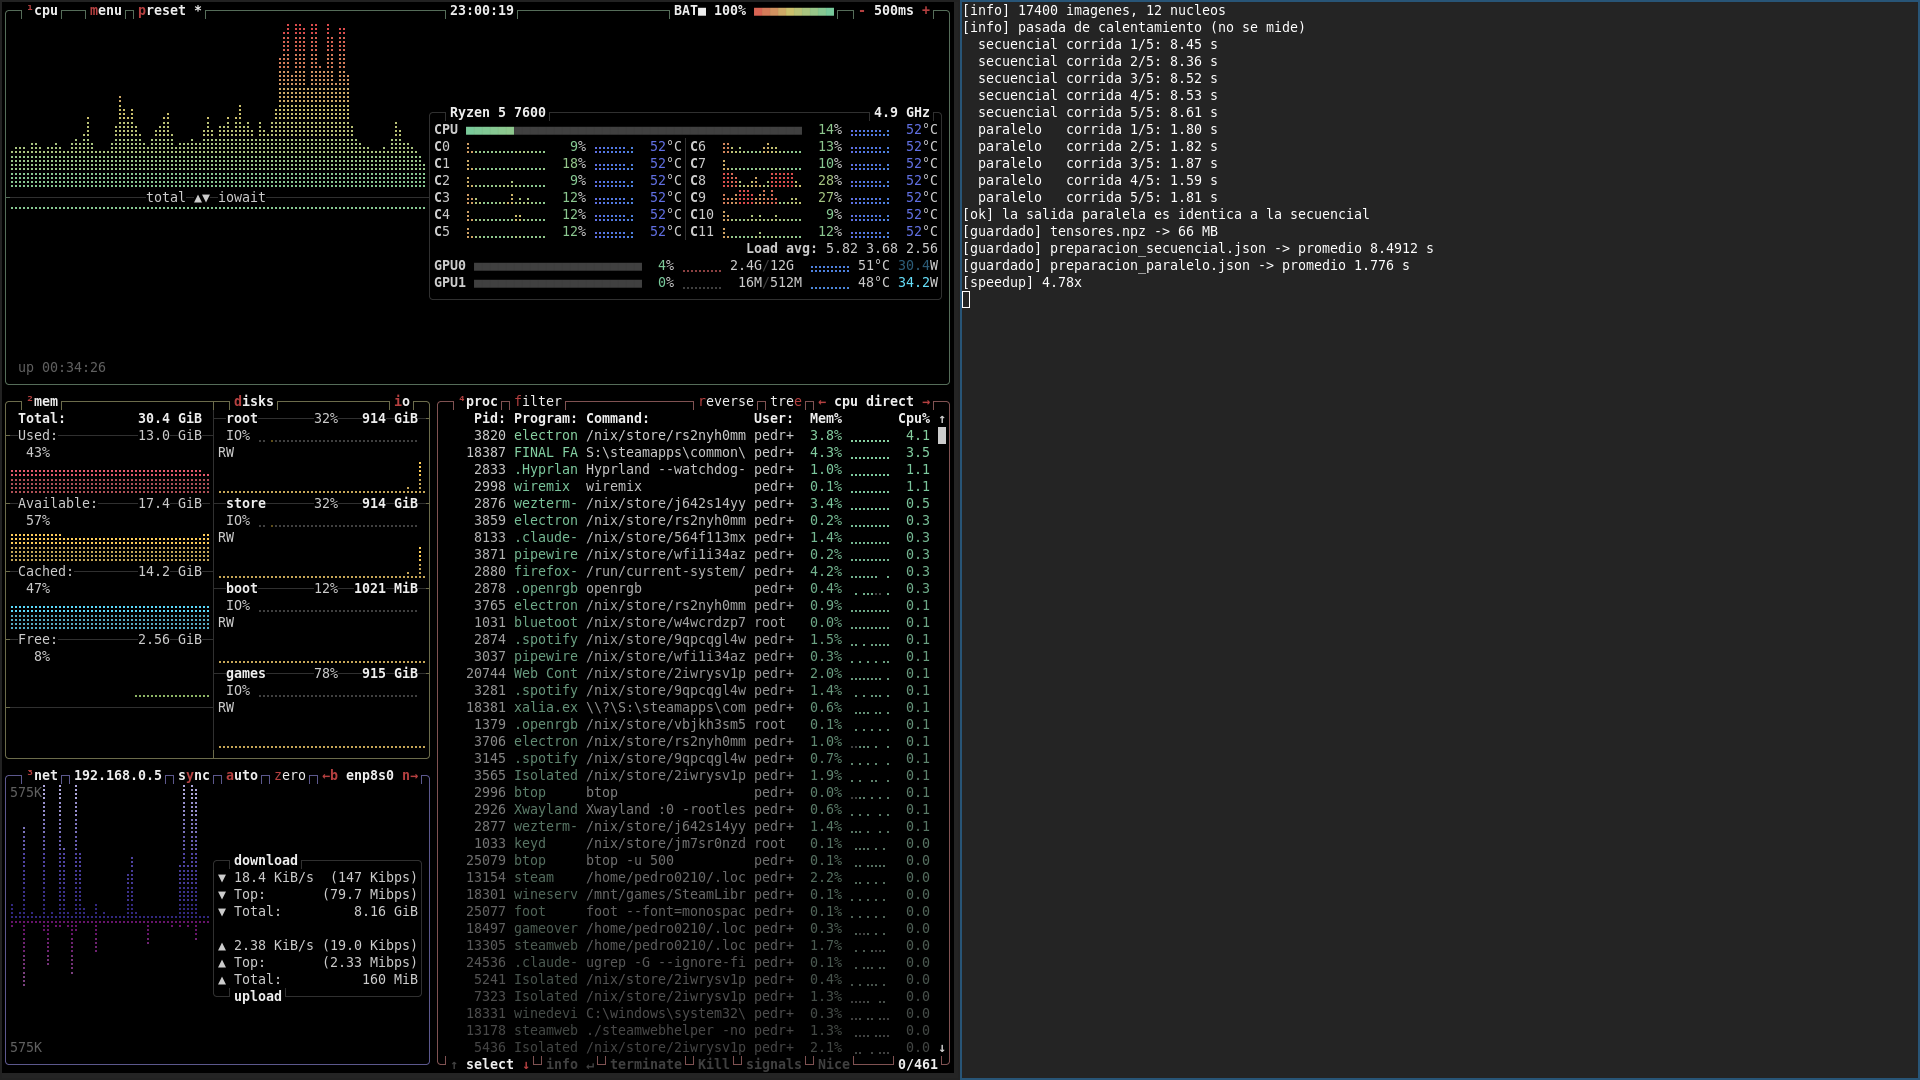 ¹cpu menu preset * 23:00:19 BAT■ 100% - 500ms +
Ryzen 5 7600 4.9 GHz
CPU 14% 52°C
C0 9% 52°C C6 13% 52°C
C1 18% 52°C C7 10% 52°C
C2 9% 52°C C8 28% 52°C
C3 12% 52°C C9 27% 52°C
C4 12% 52°C C10 9% 52°C
C5 12% 52°C C11 12% 52°C
Load avg: 5.82 3.68 2.56
GPU0 4% 2.4G/12G 51°C 30.4W
GPU1 0% 16M/512M 48°C 34.2W
total ▲▼ iowait
up 00:34:26
²mem
Total: 30.4 GiB
Used: 13.0 GiB
43%
Available: 17.4 GiB
57%
Cached: 14.2 GiB
47%
Free: 2.56 GiB
8%
disks io
root 32% 914 GiB
IO%
RW
store 32% 914 GiB
IO%
RW
boot 12% 1021 MiB
IO%
RW
games 78% 915 GiB
IO%
RW
³net 192.168.0.5 sync auto zero ←b enp8s0 n→
575K
download
▼ 18.4 KiB/s (147 Kibps)
▼ Top: (79.7 Mibps)
▼ Total: 8.16 GiB
▲ 2.38 KiB/s (19.0 Kibps)
▲ Top: (2.33 Mibps)
▲ Total: 160 MiB
upload
575K
⁴proc filter reverse tree ← cpu direct →
Pid: Program: Command: User: Mem% Cpu% ↑
3820 electron /nix/store/rs2nyh0mm pedr+ 3.8% 4.1
18387 FINAL FA S:\steamapps\common\ pedr+ 4.3% 3.5
2833 .Hyprlan Hyprland --watchdog- pedr+ 1.0% 1.1
2998 wiremix wiremix pedr+ 0.1% 1.1
2876 wezterm- /nix/store/j642s14yy pedr+ 3.4% 0.5
3859 electron /nix/store/rs2nyh0mm pedr+ 0.2% 0.3
8133 .claude- /nix/store/564f113mx pedr+ 1.4% 0.3
3871 pipewire /nix/store/wfi1i34az pedr+ 0.2% 0.3
2880 firefox- /run/current-system/ pedr+ 4.2% 0.3
2878 .openrgb openrgb pedr+ 0.4% 0.3
3765 electron /nix/store/rs2nyh0mm pedr+ 0.9% 0.1
1031 bluetoot /nix/store/w4wcrdzp7 root 0.0% 0.1
2874 .spotify /nix/store/9qpcqgl4w pedr+ 1.5% 0.1
3037 pipewire /nix/store/wfi1i34az pedr+ 0.3% 0.1
20744 Web Cont /nix/store/2iwrysv1p pedr+ 2.0% 0.1
3281 .spotify /nix/store/9qpcqgl4w pedr+ 1.4% 0.1
18381 xalia.ex \\?\S:\steamapps\com pedr+ 0.6% 0.1
1379 .openrgb /nix/store/vbjkh3sm5 root 0.1% 0.1
3706 electron /nix/store/rs2nyh0mm pedr+ 1.0% 0.1
3145 .spotify /nix/store/9qpcqgl4w pedr+ 0.7% 0.1
3565 Isolated /nix/store/2iwrysv1p pedr+ 1.9% 0.1
2996 btop btop pedr+ 0.0% 0.1
2926 Xwayland Xwayland :0 -rootles pedr+ 0.6% 0.1
2877 wezterm- /nix/store/j642s14yy pedr+ 1.4% 0.1
1033 keyd /nix/store/jm7sr0nzd root 0.1% 0.0
25079 btop btop -u 500 pedr+ 0.1% 0.0
13154 steam /home/pedro0210/.loc pedr+ 2.2% 0.0
18301 wineserv /mnt/games/SteamLibr pedr+ 0.1% 0.0
25077 foot foot --font=monospac pedr+ 0.1% 0.0
18497 gameover /home/pedro0210/.loc pedr+ 0.3% 0.0
13305 steamweb /home/pedro0210/.loc pedr+ 1.7% 0.0
24536 .claude- ugrep -G --ignore-fi pedr+ 0.1% 0.0
5241 Isolated /nix/store/2iwrysv1p pedr+ 0.4% 0.0
7323 Isolated /nix/store/2iwrysv1p pedr+ 1.3% 0.0
18331 winedevi C:\windows\system32\ pedr+ 0.3% 0.0
13178 steamweb ./steamwebhelper -no pedr+ 1.3% 0.0
5436 Isolated /nix/store/2iwrysv1p pedr+ 2.1% 0.0 ↓
↑ select ↓ info ↵ terminate Kill signals Nice 0/461
[info] 17400 imagenes, 12 nucleos
[info] pasada de calentamiento (no se mide)
secuencial corrida 1/5: 8.45 s
secuencial corrida 2/5: 8.36 s
secuencial corrida 3/5: 8.52 s
secuencial corrida 4/5: 8.53 s
secuencial corrida 5/5: 8.61 s
paralelo corrida 1/5: 1.80 s
paralelo corrida 2/5: 1.82 s
paralelo corrida 3/5: 1.87 s
paralelo corrida 4/5: 1.59 s
paralelo corrida 5/5: 1.81 s
[ok] la salida paralela es identica a la secuencial
[guardado] tensores.npz -> 66 MB
[guardado] preparacion_secuencial.json -> promedio 8.4912 s
[guardado] preparacion_paralelo.json -> promedio 1.776 s
[speedup] 4.78x